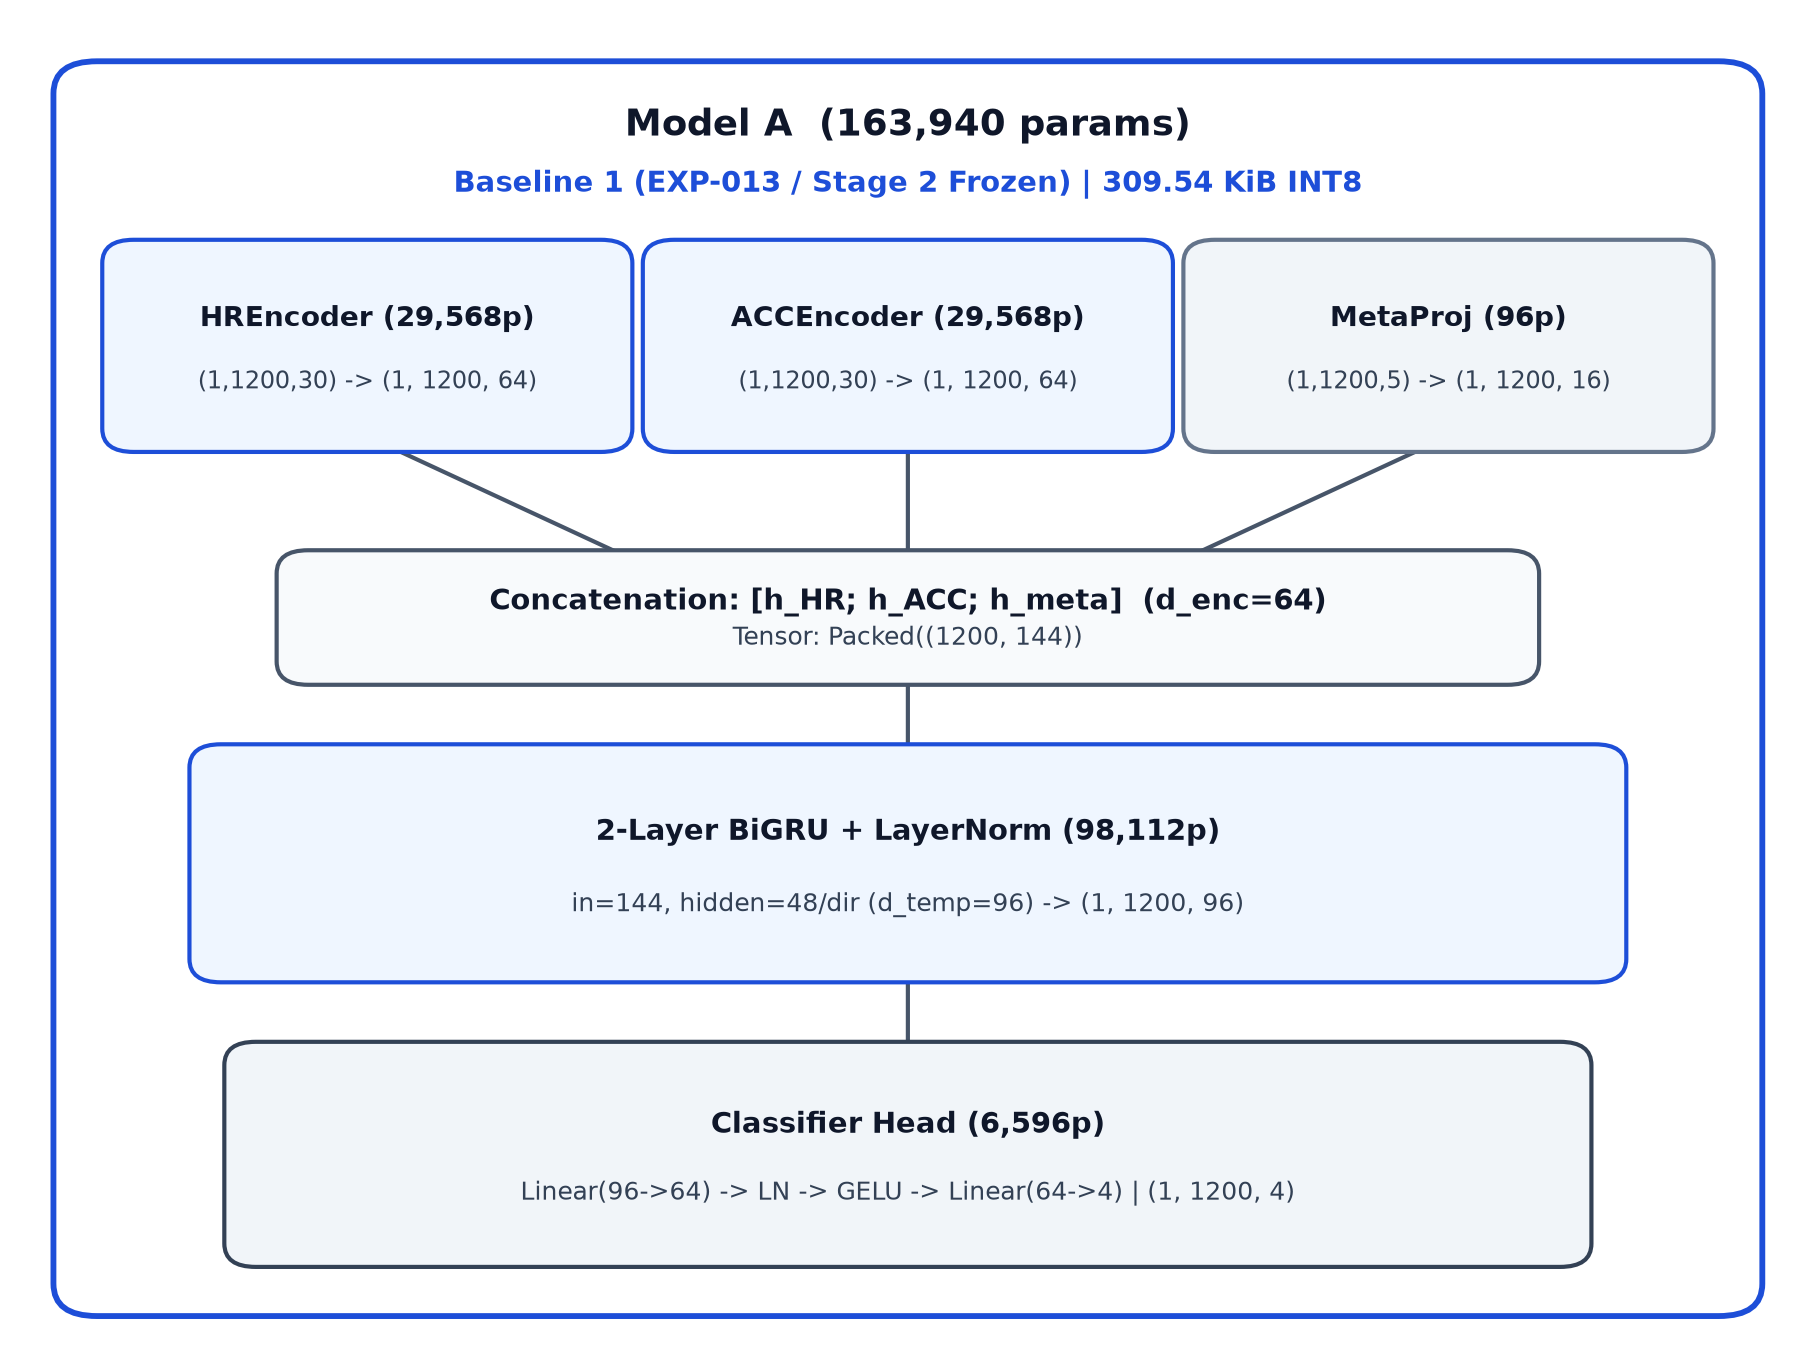 Model A  (163,940 params)
Baseline 1 (EXP-013 / Stage 2 Frozen) | 309.54 KiB INT8
HREncoder (29,568p)
(1,1200,30) -> (1, 1200, 64)
ACCEncoder (29,568p)
(1,1200,30) -> (1, 1200, 64)
MetaProj (96p)
(1,1200,5) -> (1, 1200, 16)
Concatenation: [h_HR; h_ACC; h_meta]  (d_enc=64)
Tensor: Packed((1200, 144))
2-Layer BiGRU + LayerNorm (98,112p)
in=144, hidden=48/dir (d_temp=96) -> (1, 1200, 96)
Classifier Head (6,596p)
Linear(96->64) -> LN -> GELU -> Linear(64->4) | (1, 1200, 4)